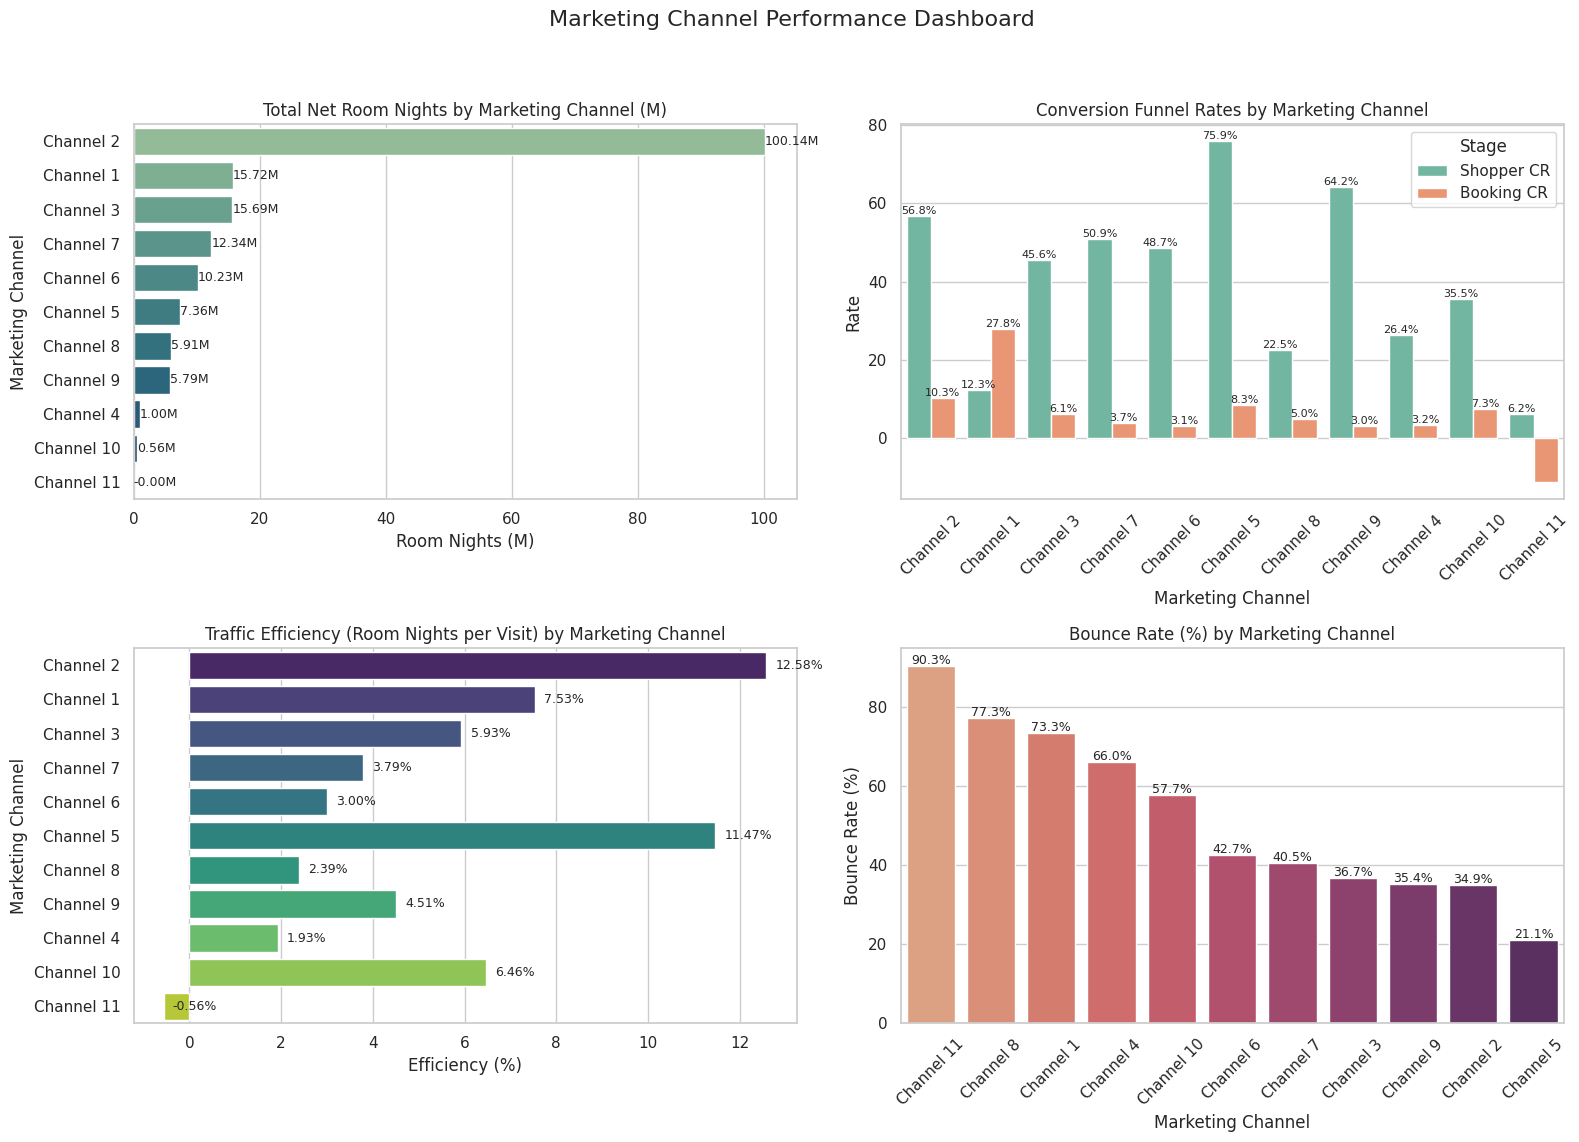 Marketing Channel Performance Dashboard
Total Net Room Nights by Marketing Channel (M)
Marketing Channel
Channel 2
100.14M
Channel 1
15.72M
Channel 3
15.69M
Channel 7
12.34M
Channel 6
10.23M
Channel 5
7.36M
Channel 8
5.91M
Channel 9
5.79M
Channel 4
1.00M
Channel 10
0.56M
Channel 11
-0.00M
0 20 40 60 80 100
Room Nights (M)
Conversion Funnel Rates by Marketing Channel
Rate
80
60
40
20
0
Stage
Shopper CR
Booking CR
56.8%
10.3%
12.3%
27.8%
45.6%
6.1%
50.9%
3.7%
48.7%
3.1%
75.9%
8.3%
22.5%
5.0%
64.2%
3.0%
26.4%
3.2%
35.5%
7.3%
6.2%
Channel 2
Channel 1
Channel 3
Channel 7
Channel 6
Channel 5
Channel 8
Channel 9
Channel 4
Channel 10
Channel 11
Marketing Channel
Traffic Efficiency (Room Nights per Visit) by Marketing Channel
Marketing Channel
Channel 2
12.58%
Channel 1
7.53%
Channel 3
5.93%
Channel 7
3.79%
Channel 6
3.00%
Channel 5
11.47%
Channel 8
2.39%
Channel 9
4.51%
Channel 4
1.93%
Channel 10
6.46%
Channel 11
-0.56%
0 2 4 6 8 10 12
Efficiency (%)
Bounce Rate (%) by Marketing Channel
Bounce Rate (%)
80
60
40
20
0
90.3%
77.3%
73.3%
66.0%
57.7%
42.7%
40.5%
36.7%
35.4%
34.9%
21.1%
Channel 11
Channel 8
Channel 1
Channel 4
Channel 10
Channel 6
Channel 7
Channel 3
Channel 9
Channel 2
Channel 5
Marketing Channel